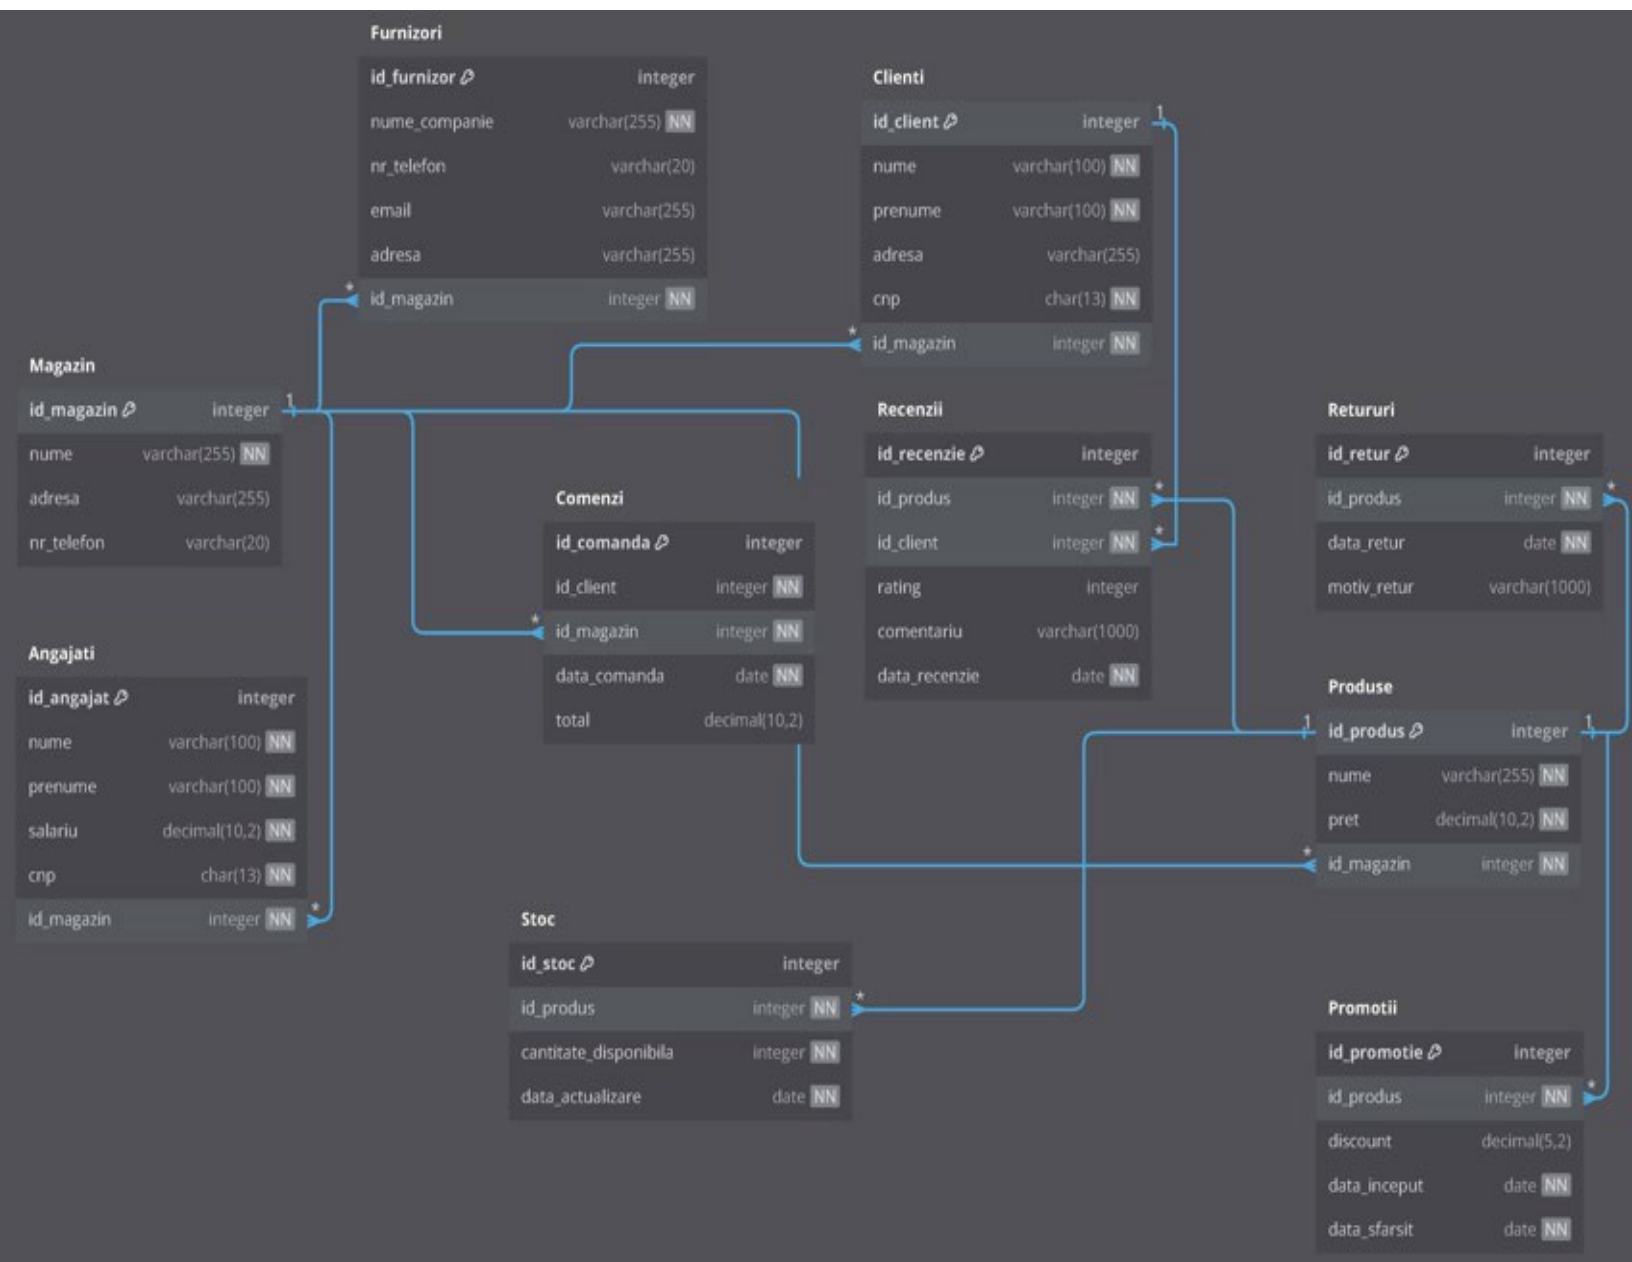 Furnizori
id_furnizor integer
nume_companie varchar(255) NN
nr_telefon varchar(20)
email varchar(255)
adresa varchar(255)
* id_magazin integer NN
Clienti
id_client integer 1
nume varchar(100) NN
prenume varchar(100) NN
adresa varchar(255)
cnp char(13) NN
* id_magazin integer NN
Magazin
id_magazin integer 1
nume varchar(255) NN
adresa varchar(255)
nr_telefon varchar(20)
Recenzii
id_recenzie integer
id_produs integer NN *
id_client integer NN *
rating integer
comentariu varchar(1000)
data_recenzie date NN
Retururi
id_retur integer
id_produs integer NN *
data_retur date NN
motiv_retur varchar(1000)
Comenzi
id_comanda integer
id_client integer NN
* id_magazin integer NN
data_comanda date NN
total decimal(10,2)
Angajati
id_angajat integer
nume varchar(100) NN
prenume varchar(100) NN
salariu decimal(10,2) NN
cnp char(13) NN
id_magazin integer NN *
Produse
1 id_produs integer 1
nume varchar(255) NN
pret decimal(10,2) NN
* id_magazin integer NN
Stoc
id_stoc integer
id_produs integer NN *
cantitate_disponibila integer NN
data_actualizare date NN
Promotii
id_promotie integer
id_produs integer NN *
discount decimal(5,2)
data_inceput date NN
data_sfarsit date NN